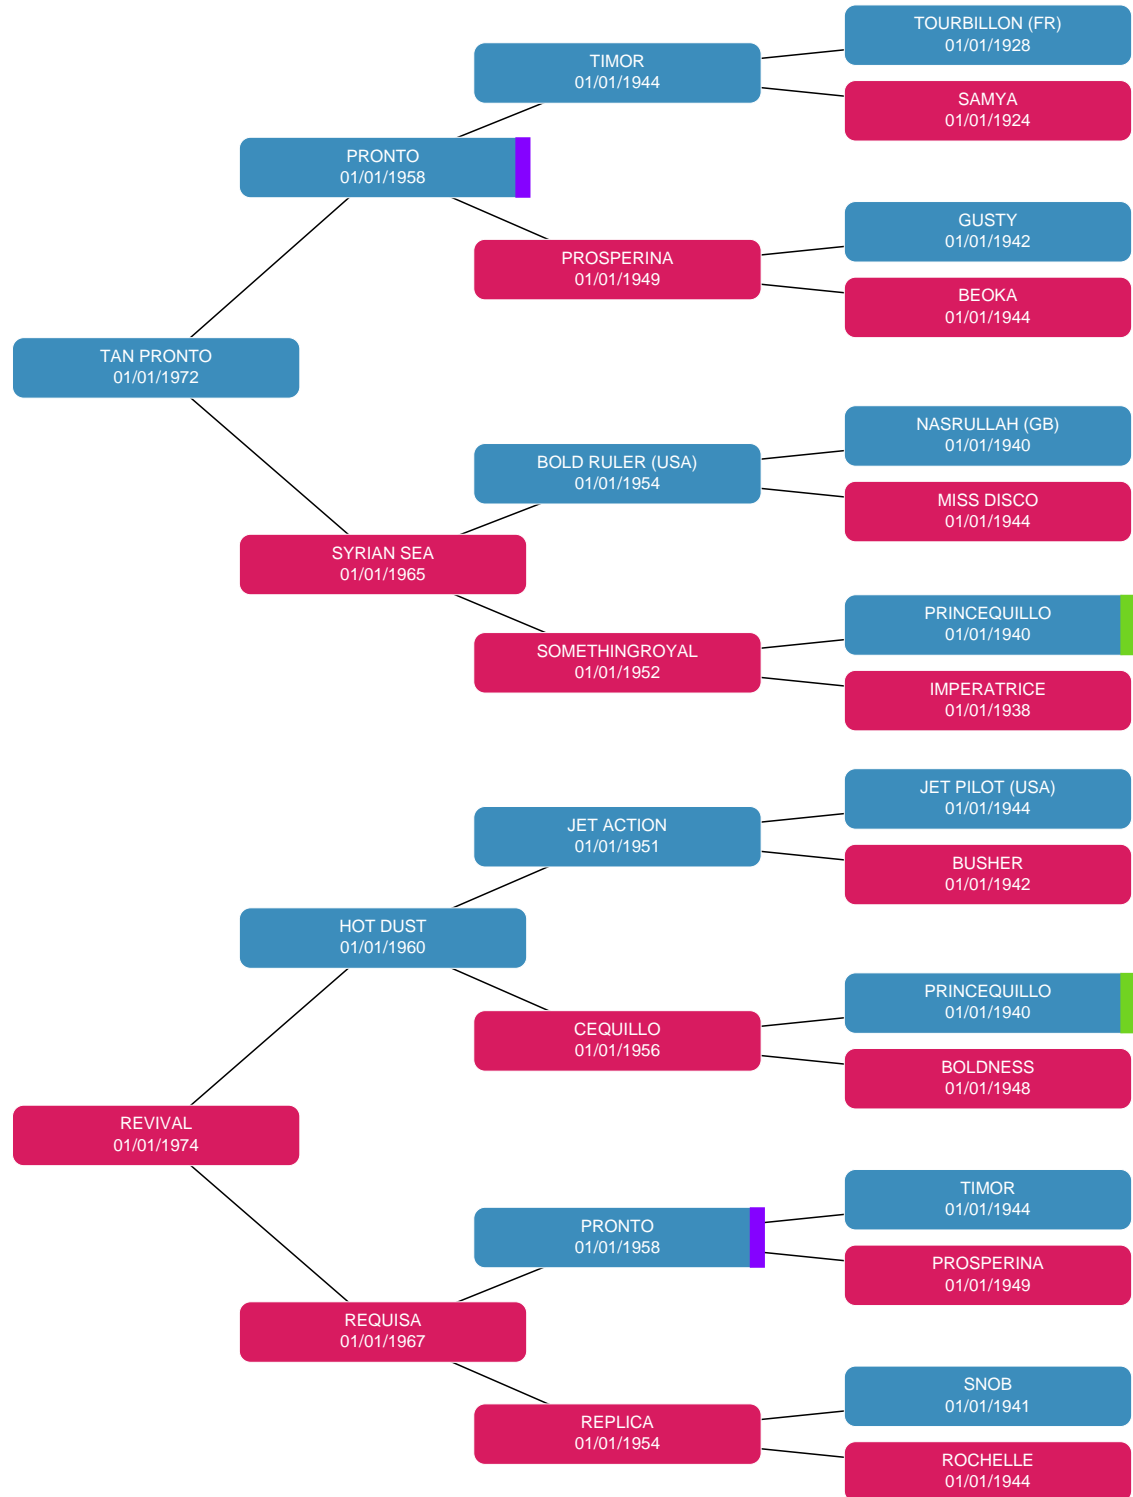 TOURBILLON (FR)
01/01/1928
TIMOR
01/01/1944
SAMYA
01/01/1924
PRONTO
01/01/1958
GUSTY
01/01/1942
PROSPERINA
01/01/1949
BEOKA
01/01/1944
TAN PRONTO
01/01/1972
NASRULLAH (GB)
01/01/1940
BOLD RULER (USA)
01/01/1954
MISS DISCO
01/01/1944
SYRIAN SEA
01/01/1965
PRINCEQUILLO
01/01/1940
SOMETHINGROYAL
01/01/1952
IMPERATRICE
01/01/1938
JET PILOT (USA)
01/01/1944
JET ACTION
01/01/1951
BUSHER
01/01/1942
HOT DUST
01/01/1960
PRINCEQUILLO
01/01/1940
CEQUILLO
01/01/1956
BOLDNESS
01/01/1948
REVIVAL
01/01/1974
TIMOR
01/01/1944
PRONTO
01/01/1958
PROSPERINA
01/01/1949
REQUISA
01/01/1967
SNOB
01/01/1941
REPLICA
01/01/1954
ROCHELLE
01/01/1944